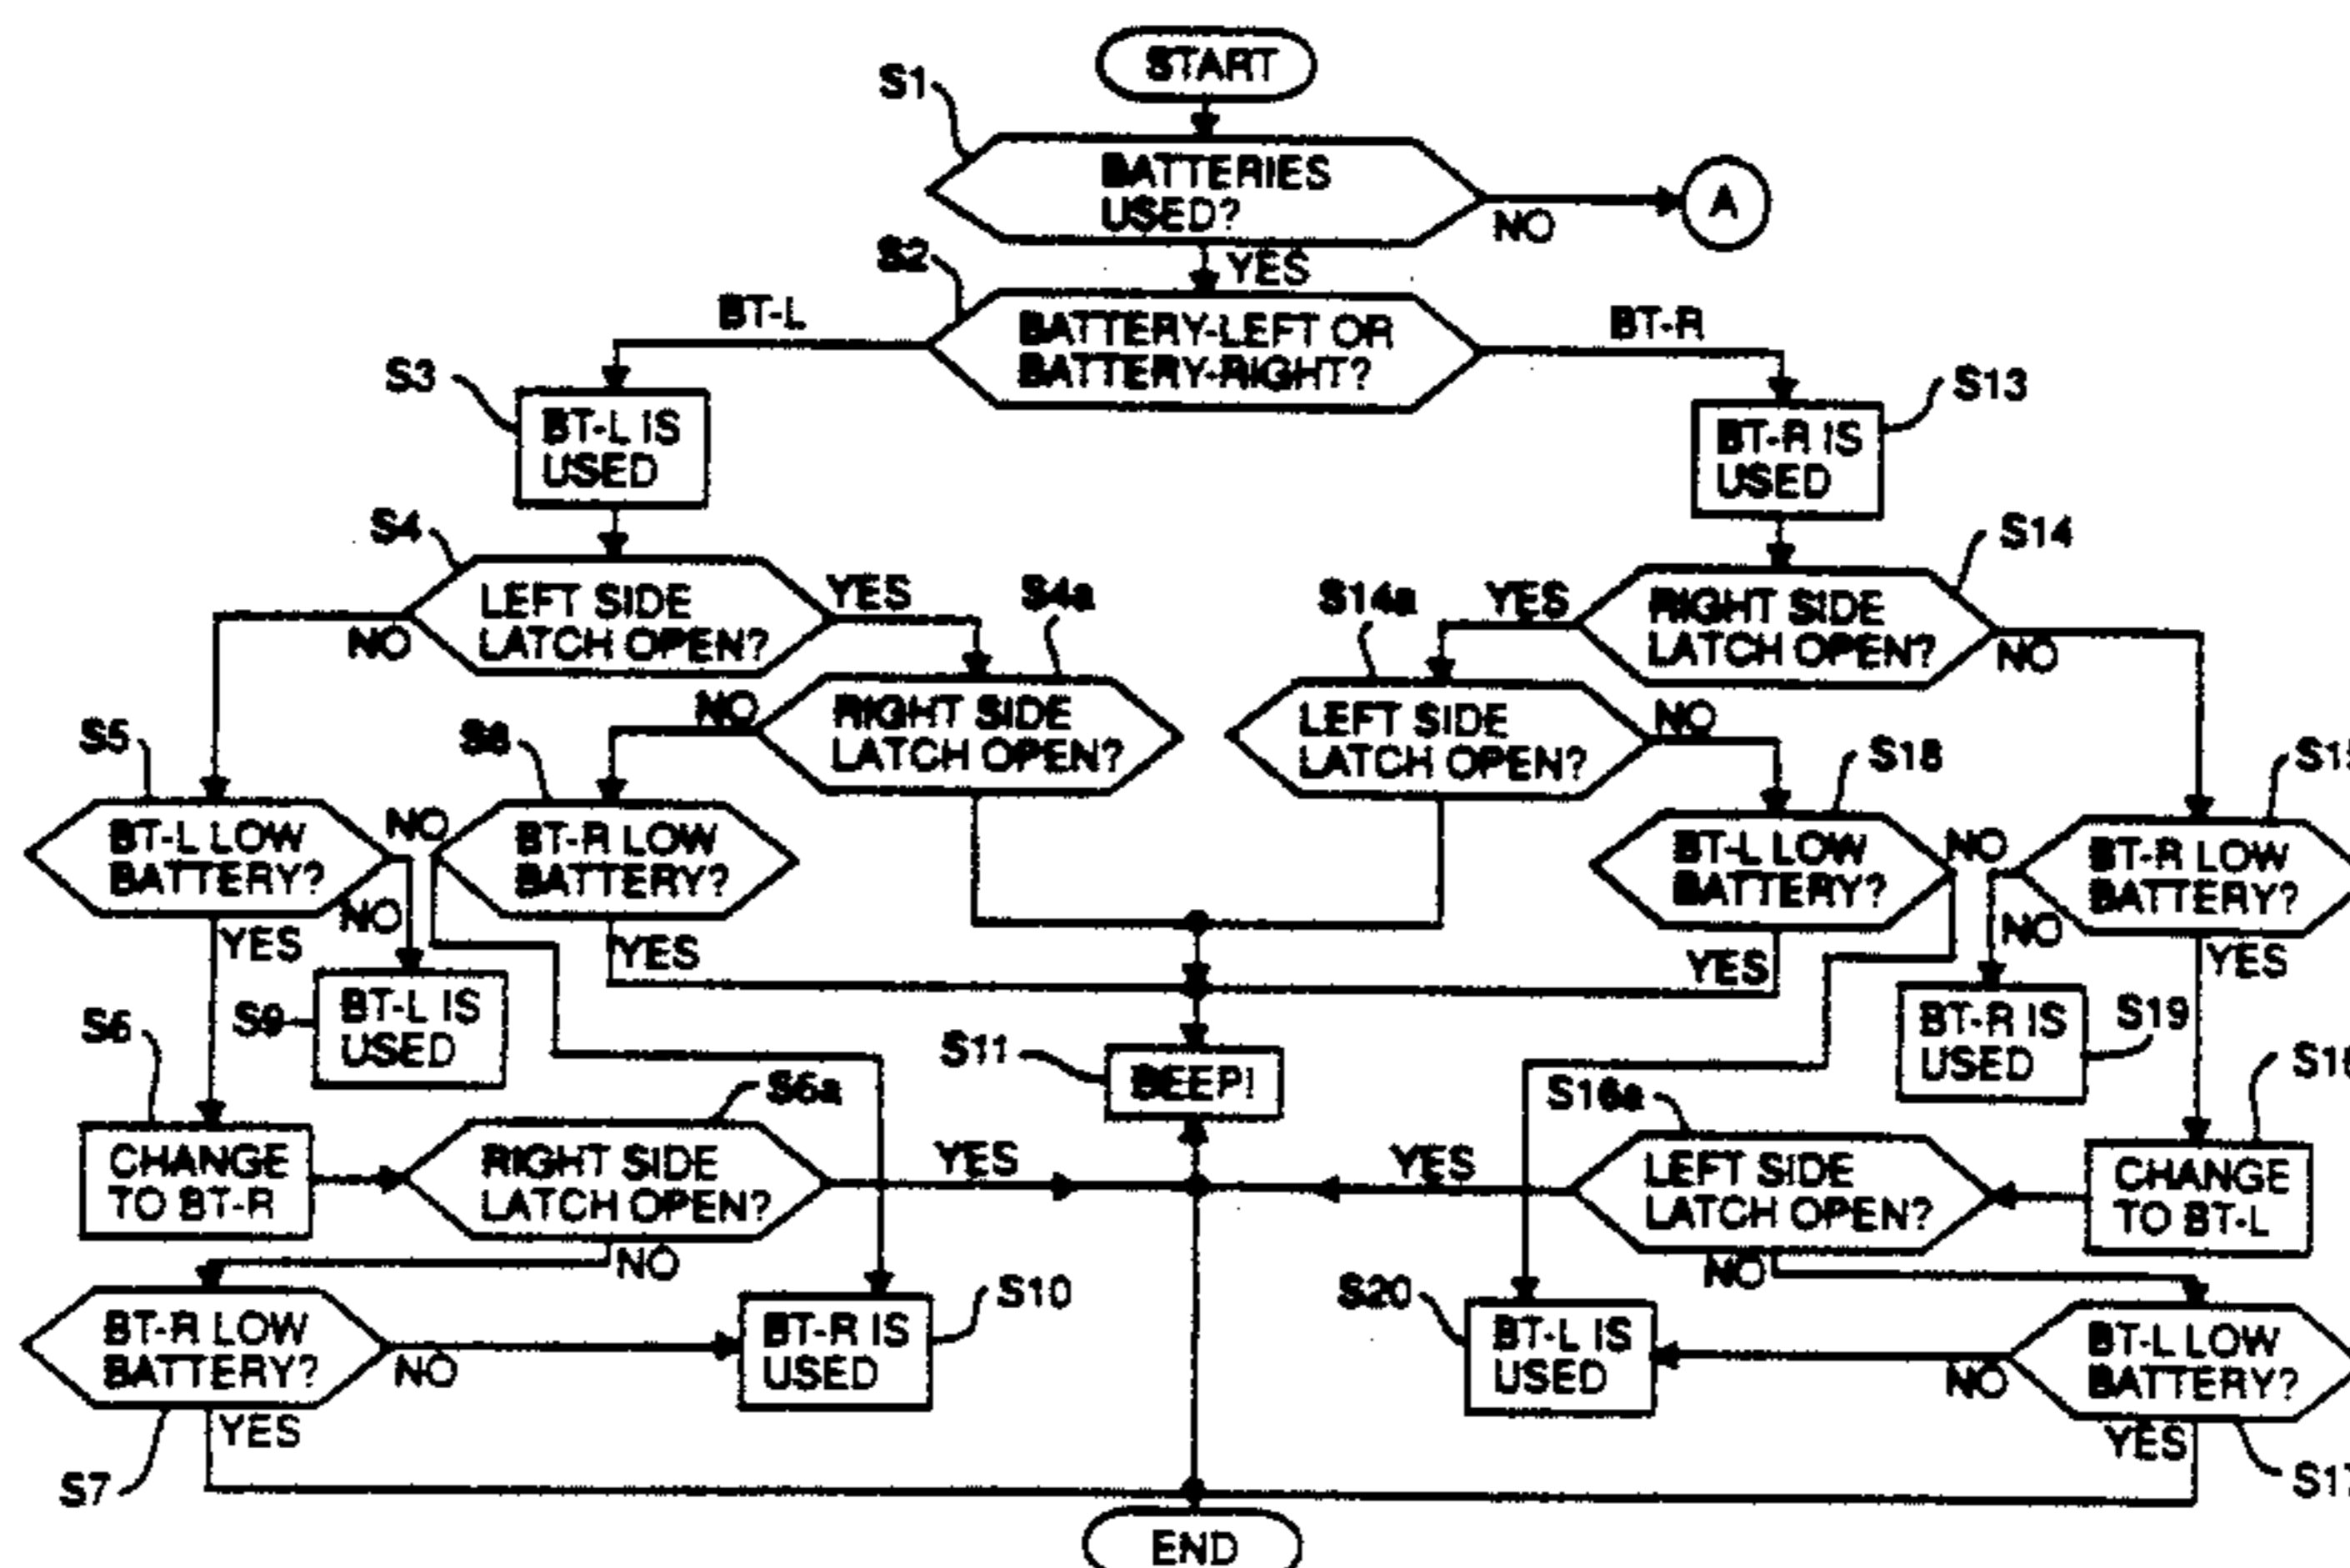 START
S1
BATTERIES
USED?
NO
A
YES
S2
BATTERY-LEFT OR
BATTERY-RIGHT?
BT-L
BT-R
S3
BT-L IS
USED
S13
BT-R IS
USED
S4
LEFT SIDE
LATCH OPEN?
YES
NO
S4a
RIGHT SIDE
LATCH OPEN?
NO
S14
RIGHT SIDE
LATCH OPEN?
YES
NO
S14a
LEFT SIDE
LATCH OPEN?
NO
S5
BT-L LOW
BATTERY?
NO
YES
S8
BT-R LOW
BATTERY?
NO
YES
S18
BT-L LOW
BATTERY?
NO
YES
BT-R LOW
BATTERY?
NO
YES
S9
BT-L IS
USED
S19
BT-R IS
USED
S6
CHANGE
TO BT-R
S6a
RIGHT SIDE
LATCH OPEN?
YES
NO
S11
BEEP!
S16a
LEFT SIDE
LATCH OPEN?
YES
NO
CHANGE
TO BT-L
S7
BT-R LOW
BATTERY?
NO
YES
S10
BT-R IS
USED
S20
BT-L IS
USED
BT-L LOW
BATTERY?
NO
YES
END